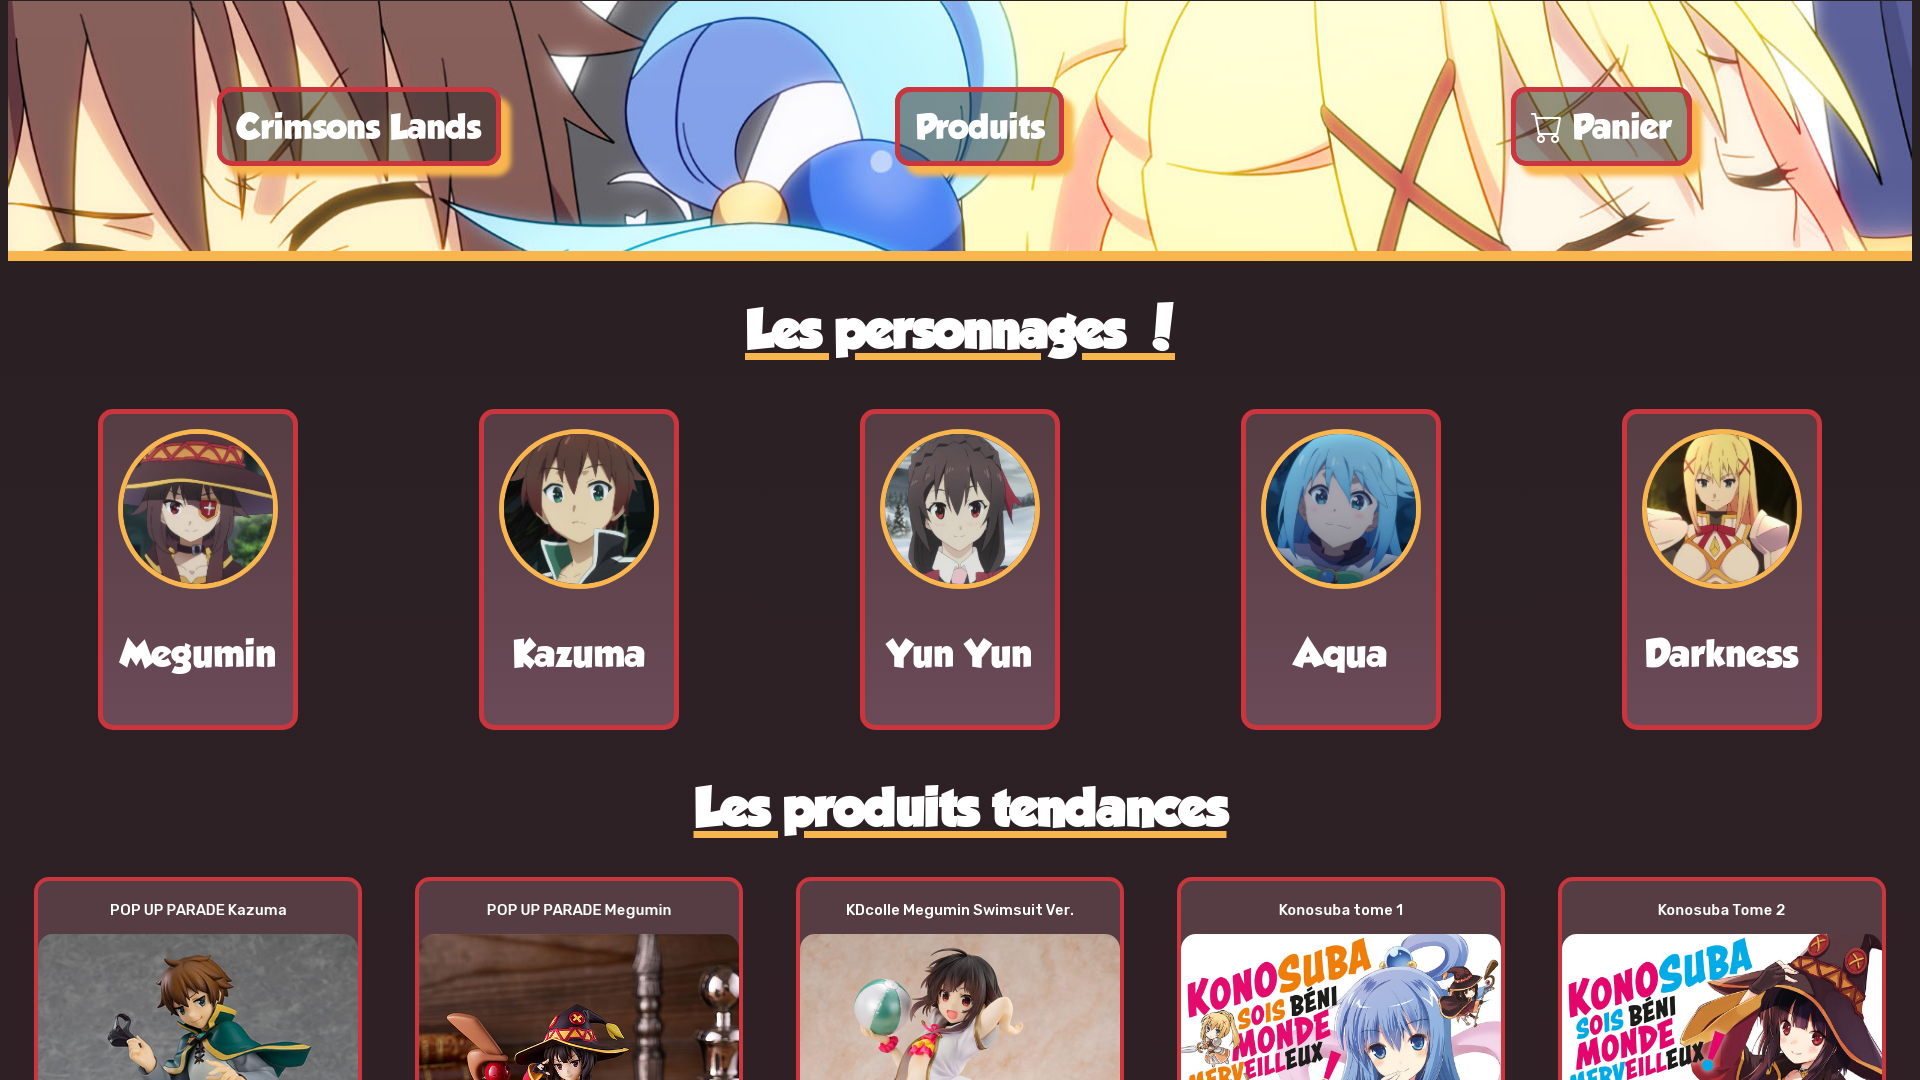 Crimsons Lands
Produits
Panier
Les personnages !
Megumin
Kazuma
Yun Yun
Aqua
Darkness
Les produits tendances
POP UP PARADE Kazuma
POP UP PARADE Megumin
KDcolle Megumin Swimsuit Ver.
Konosuba tome 1
Konosuba Tome 2
KONOSUBA
SOIS BÉNI
MONDE
MERVEILLEUX !
KONOSUBA
SOIS BÉNI
MONDE
MERVEILLEUX !